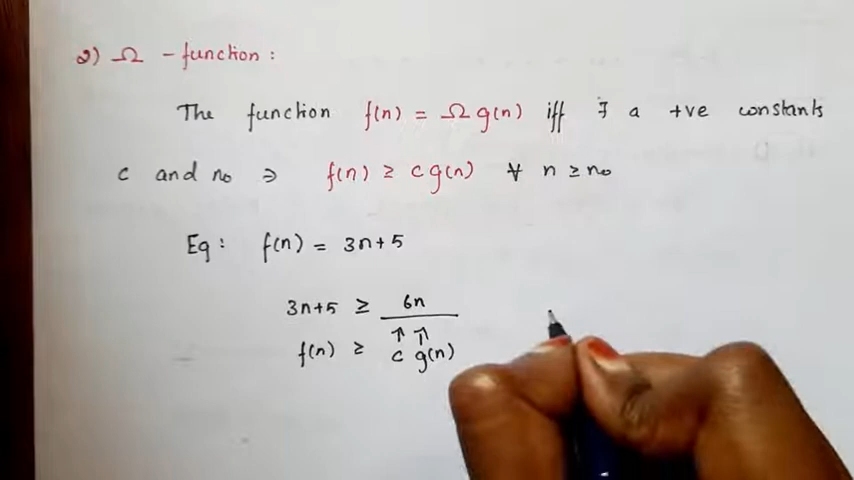 2) Ω - function :
The function f(n) = Ω g(n) iff ∃ a +ve constants
c and n₀ ∋ f(n) ≥ c g(n) ∀ n ≥ n₀
Eg : f(n) = 3n+5
3n+5 ≥ 6n
↑ ↑
f(n) ≥ c g(n)